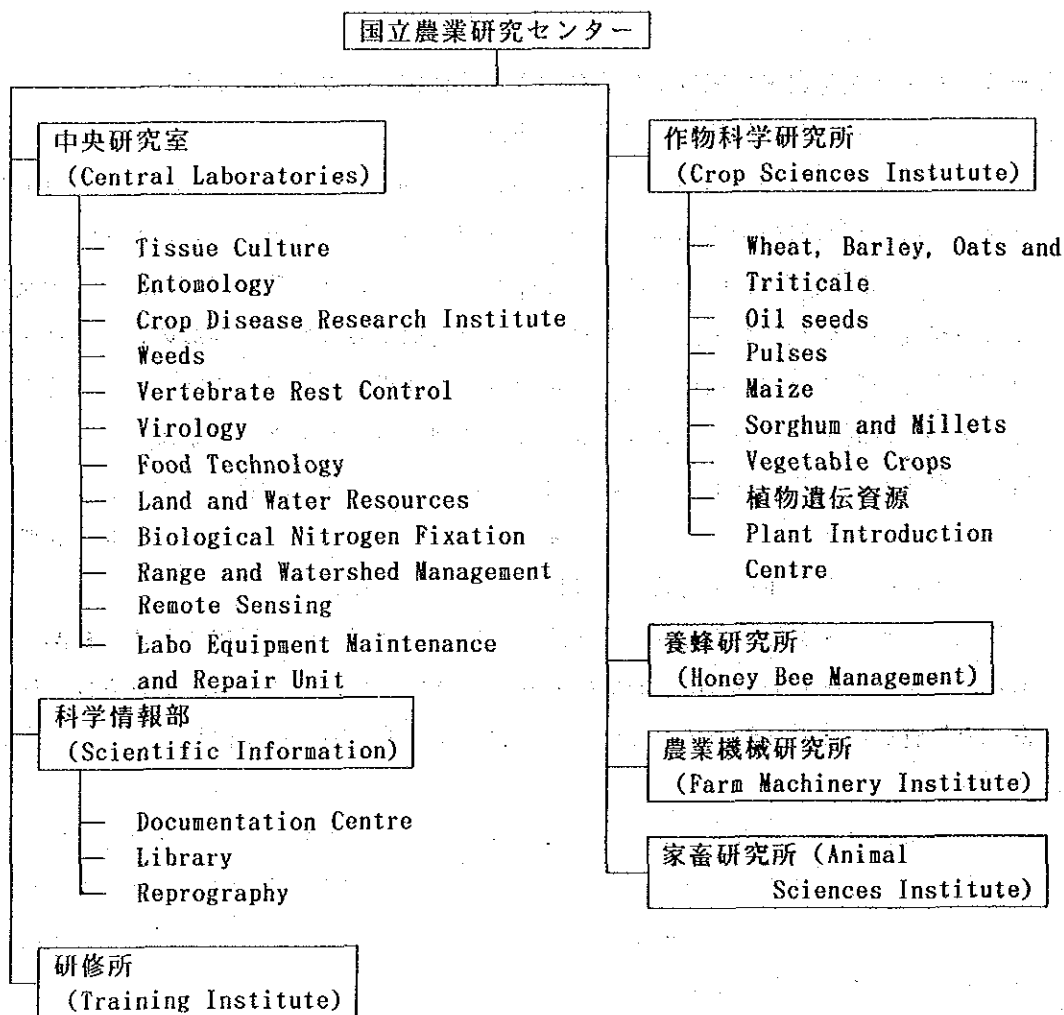 国立農業研究センター
中央研究室
(Central Laboratories)
Tissue Culture
Entomology
Crop Disease Research Institute
Weeds
Vertebrate Rest Control
Virology
Food Technology
Land and Water Resources
Biological Nitrogen Fixation
Range and Watershed Management
Remote Sensing
Labo Equipment Maintenance
and Repair Unit
科学情報部
(Scientific Information)
Documentation Centre
Library
Reprography
研修所
(Training Institute)
作物科学研究所
(Crop Sciences Instutute)
Wheat, Barley, Oats and
Triticale
Oil seeds
Pulses
Maize
Sorghum and Millets
Vegetable Crops
植物遺伝資源
Plant Introduction
Centre
養蜂研究所
(Honey Bee Management)
農業機械研究所
(Farm Machinery Institute)
家畜研究所 (Animal
Sciences Institute)